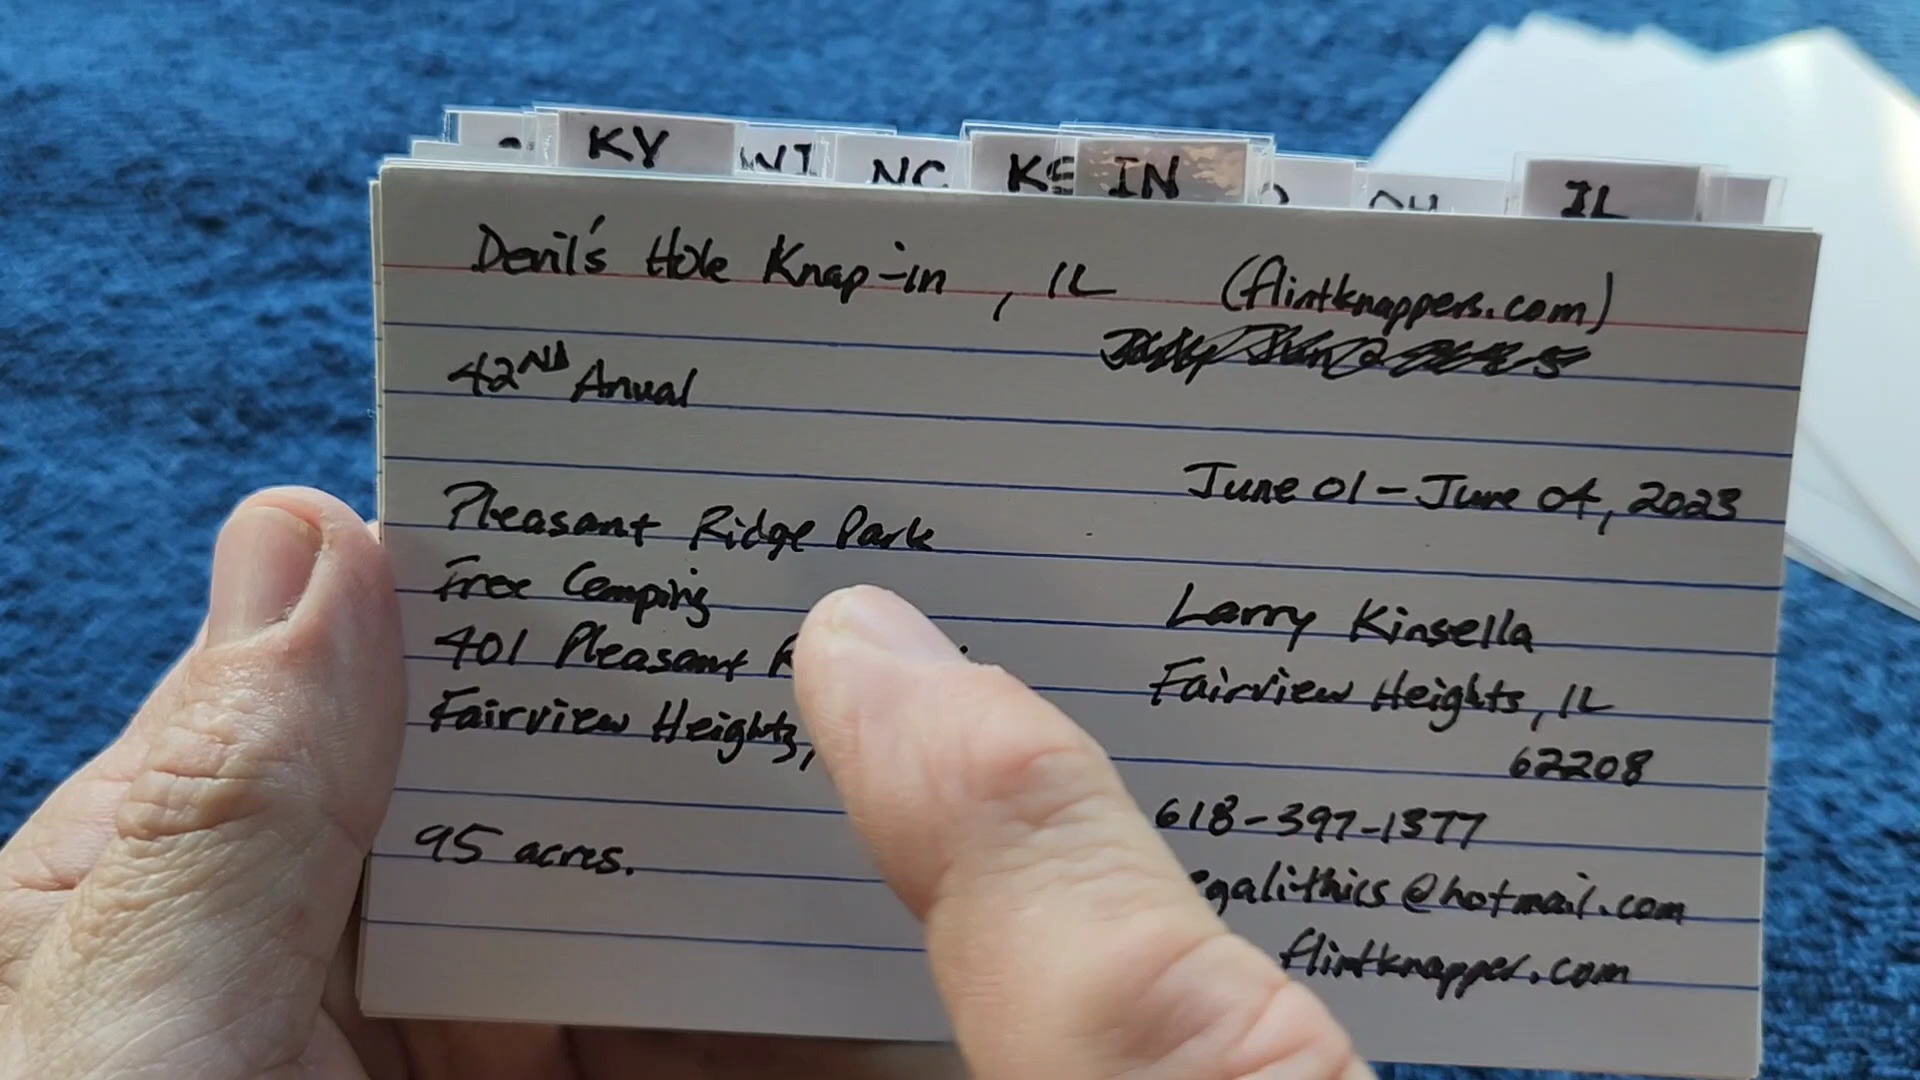 KY NC KS IN IL
Devil's Hole Knap-in, IL (flintknappers.com)
42ND Anual
June 01 - June 04, 2023
Pleasant Ridge Park
Free Camping
Larry Kinsella
401 Pleasant
Fairview Heights, IL
Fairview Heights,
62208
618-397-1377
95 acres.
egalithics@hotmail.com
flintknapper.com